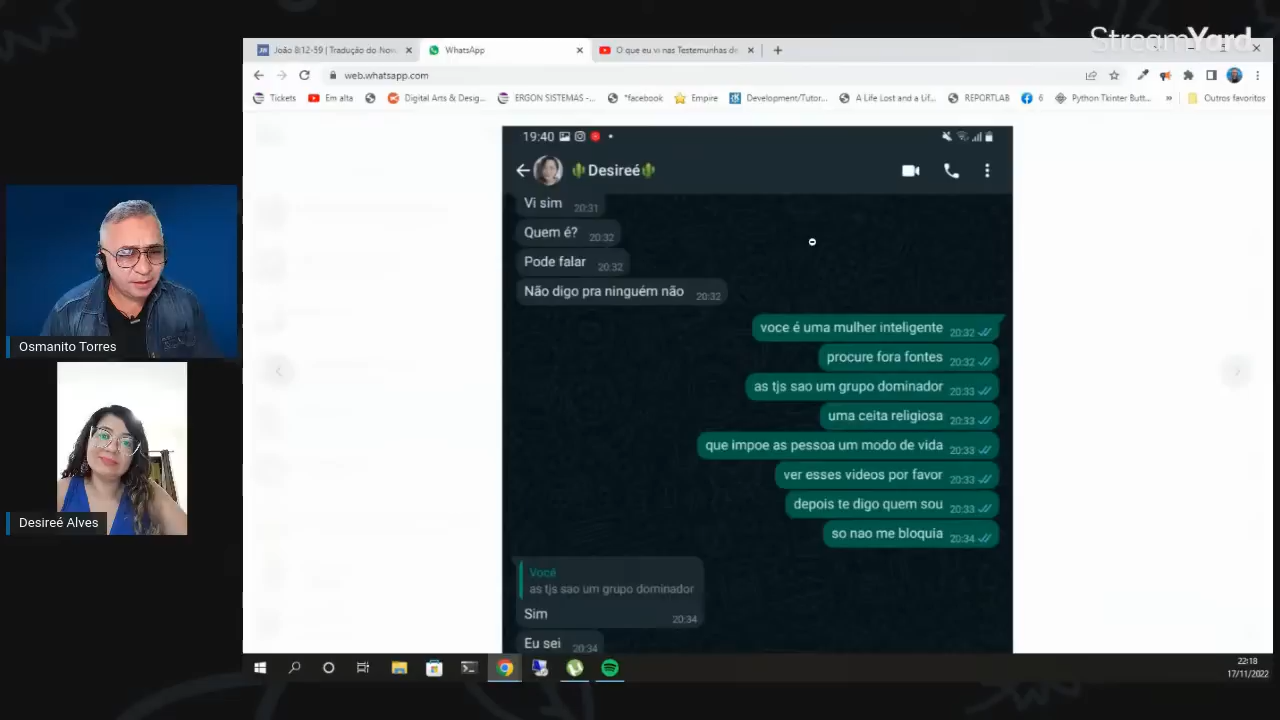 StreamYard
João 8:12-59 | Tradução do Nov
WhatsApp
O que eu vi nas Testemunhas de
web.whatsapp.com
Tickets
Em alta
Digital Arts & Desig...
ERGON SISTEMAS -...
*facebook
Empire
Development/Tutor...
A Life Lost and a Li...
REPORTLAB
6
Python Tkinter Butt...
»
Outros favoritos
19:40
Desireé
Vi sim 20:31
Quem é? 20:32
Pode falar 20:32
Não digo pra ninguém não 20:32
voce é uma mulher inteligente 20:32
procure fora fontes 20:32
as tjs sao um grupo dominador 20:33
uma ceita religiosa 20:33
que impoe as pessoa um modo de vida 20:33
ver esses videos por favor 20:33
depois te digo quem sou 20:33
so nao me bloquia 20:34
Você
as tjs sao um grupo dominador
Sim 20:34
Eu sei 20:34
Osmanito Torres
Desireé Alves
22:18
17/11/2022